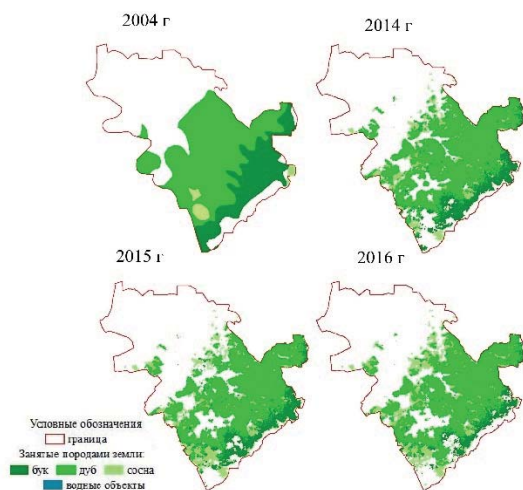 2004 г
2014 г
2015 г
2016 г
Условные обозначения
граница
Занятые породами земли:
бук дуб сосна
водные объекты